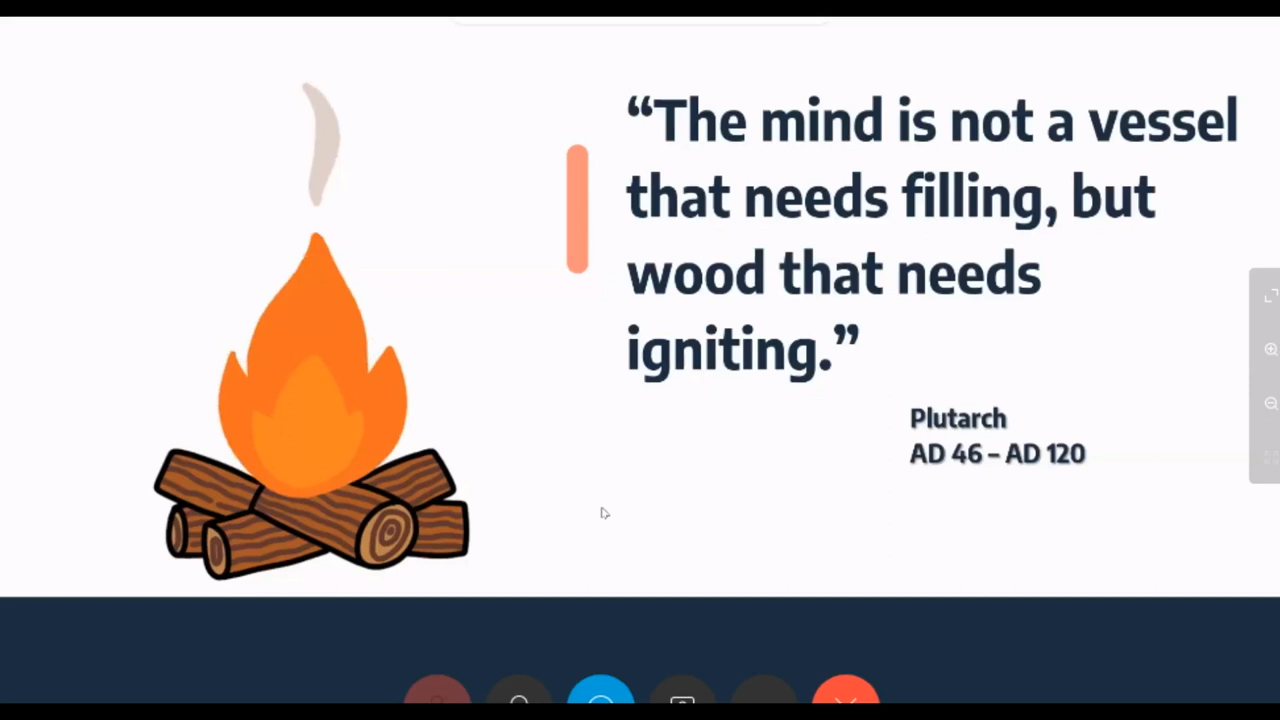 “The mind is not a vessel
that needs filling, but
wood that needs
igniting.”
Plutarch
AD 46 – AD 120